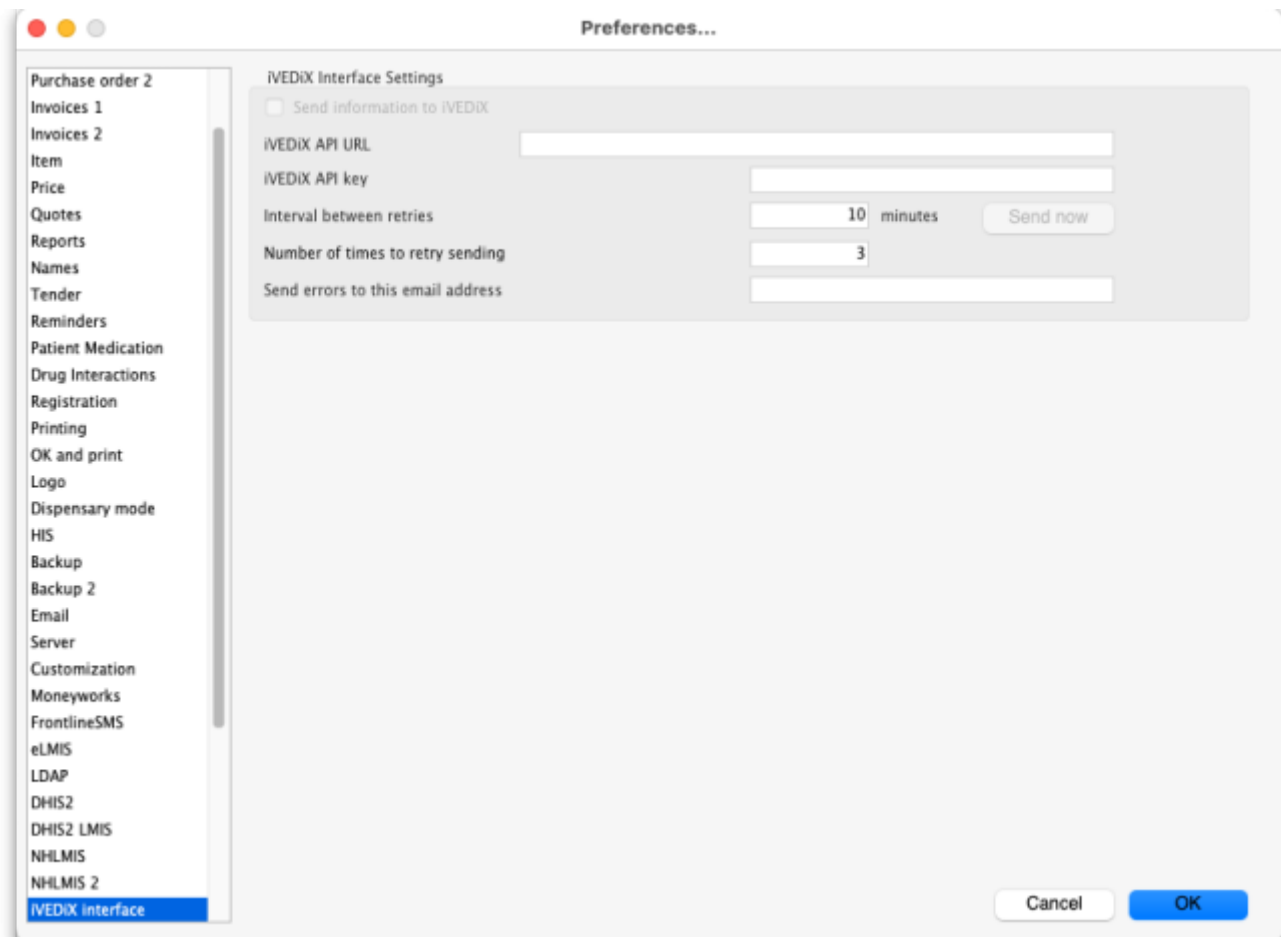 Preferences...
Purchase order 2
Invoices 1
Invoices 2
Item
Price
Quotes
Reports
Names
Tender
Reminders
Patient Medication
Drug Interactions
Registration
Printing
OK and print
Logo
Dispensary mode
HIS
Backup
Backup 2
Email
Server
Customization
Moneyworks
FrontlineSMS
eLMIS
LDAP
DHIS2
DHIS2 LMIS
NHLMIS
NHLMIS 2
iVEDiX interface
iVEDiX Interface Settings
Send information to iVEDiX
iVEDiX API URL
iVEDiX API key
Interval between retries 10 minutes Send now
Number of times to retry sending 3
Send errors to this email address
Cancel OK